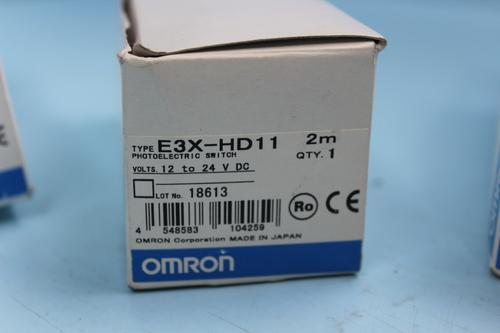 TYPE E3X-HD11 2m
PHOTOELECTRIC SWITCH QTY. 1
VOLTS. 12 to 24 V DC
LOT No. 18613
Ro CE
4 548583 104259
OMRON Corporation MADE IN JAPAN
OMRON